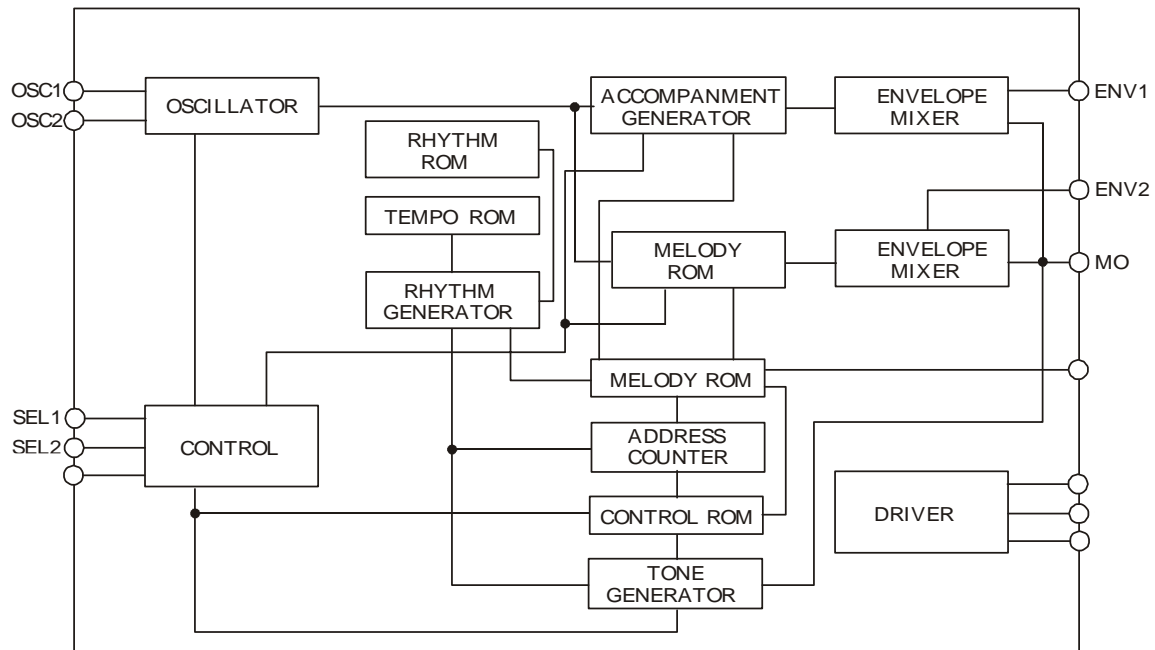 OSC1
OSC2
OSCILLATOR
ACCOMPANMENT
GENERATOR
ENVELOPE
MIXER
ENV1
RHYTHM
ROM
TEMPO ROM
RHYTHM
GENERATOR
MELODY
ROM
ENVELOPE
MIXER
ENV2
MO
MELODY ROM
SEL1
SEL2
CONTROL
ADDRESS
COUNTER
CONTROL ROM
TONE
GENERATOR
DRIVER